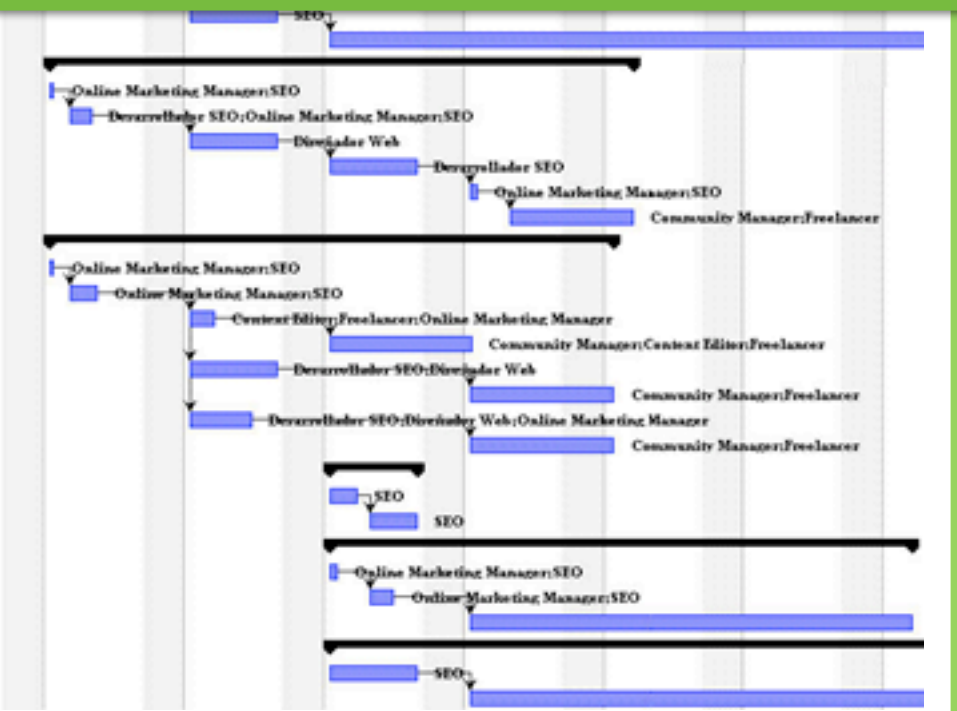 SEO
Online Marketing Manager;SEO
Desarrollador SEO;Online Marketing Manager;SEO
Diseñador Web
Desarrollador SEO
Online Marketing Manager;SEO
Community Manager;Freelancer
Online Marketing Manager;SEO
Online Marketing Manager;SEO
Content Editor;Freelancer;Online Marketing Manager
Community Manager;Content Editor;Freelancer
Desarrollador SEO;Diseñador Web
Community Manager;Freelancer
Desarrollador SEO;Diseñador Web;Online Marketing Manager
Community Manager;Freelancer
SEO
SEO
Online Marketing Manager;SEO
Online Marketing Manager;SEO
SEO